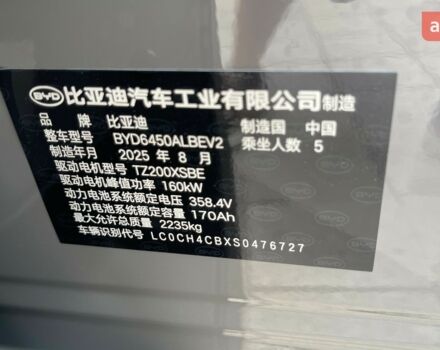 BYD 比亚迪汽车工业有限公司制造
品牌 比亚迪 制造国 中国
整车型号 BYD6450ALBEV2 乘坐人数 5
制造年月 2025 年 8 月
驱动电机型号 TZ200XSBE
驱动电机峰值功率 160kW
动力电池系统额定电压 358.4V
动力电池系统额定容量 170Ah
最大允许总质量 2235kg
车辆识别代号 LC0CH4CBXS0476727